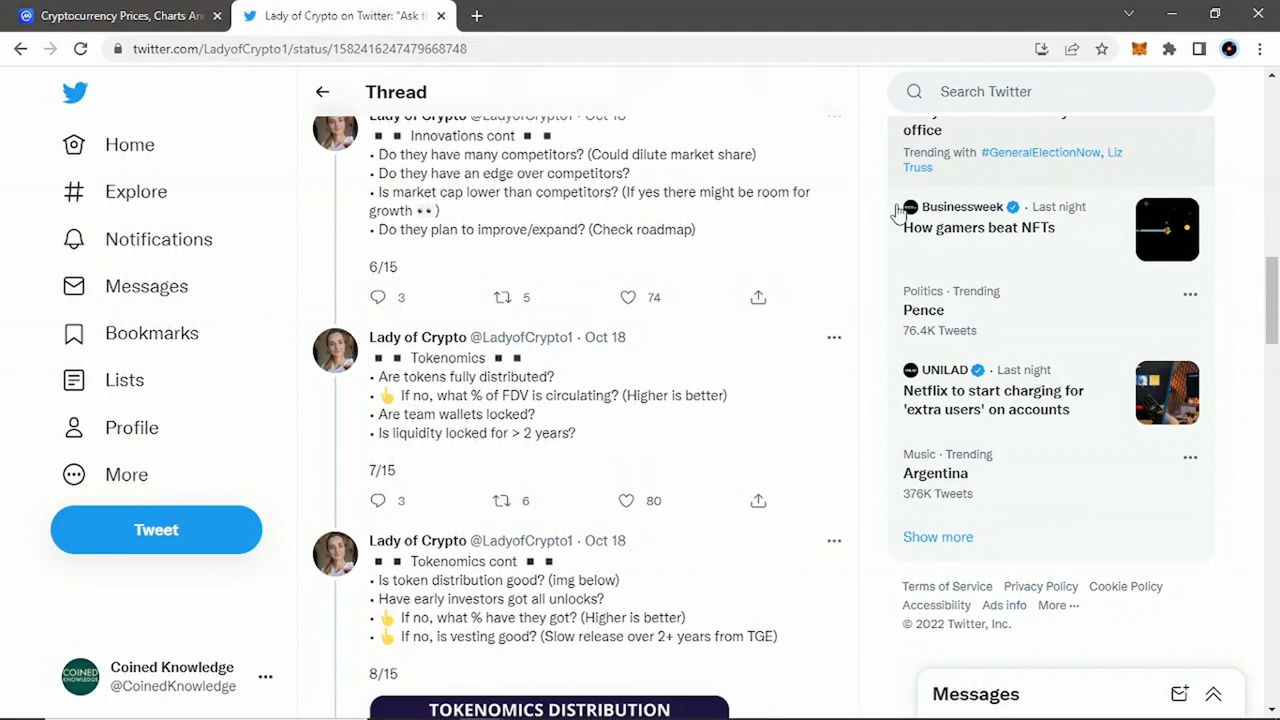 Cryptocurrency Prices, Charts An
Lady of Crypto on Twitter: "Ask th
twitter.com/LadyofCrypto1/status/1582416247479668748
Home
Explore
Notifications
Messages
Bookmarks
Lists
Profile
More
Tweet
Coined Knowledge
@CoinedKnowledge
COINED
KNOWLEDGE
Thread
Lady of Crypto @LadyofCrypto1 · Oct 18
Innovations cont
• Do they have many competitors? (Could dilute market share)
• Do they have an edge over competitors?
• Is market cap lower than competitors? (If yes there might be room for
growth 👀)
• Do they plan to improve/expand? (Check roadmap)
6/15
3 5 74
Lady of Crypto @LadyofCrypto1 · Oct 18
◾◾ Tokenomics ◾◾
• Are tokens fully distributed?
• 👆 If no, what % of FDV is circulating? (Higher is better)
• Are team wallets locked?
• Is liquidity locked for > 2 years?
7/15
3 6 80
Lady of Crypto @LadyofCrypto1 · Oct 18
◾◾ Tokenomics cont ◾◾
• Is token distribution good? (img below)
• Have early investors got all unlocks?
• 👆 If no, what % have they got? (Higher is better)
• 👆 If no, is vesting good? (Slow release over 2+ years from TGE)
8/15
TOKENOMICS DISTRIBUTION
Search Twitter
office
Trending with #GeneralElectionNow, Liz
Truss
Businessweek · Last night
How gamers beat NFTs
Politics · Trending
Pence
76.4K Tweets
UNILAD · Last night
Netflix to start charging for
'extra users' on accounts
Music · Trending
Argentina
376K Tweets
Show more
Terms of Service Privacy Policy Cookie Policy
Accessibility Ads info More ···
© 2022 Twitter, Inc.
Messages